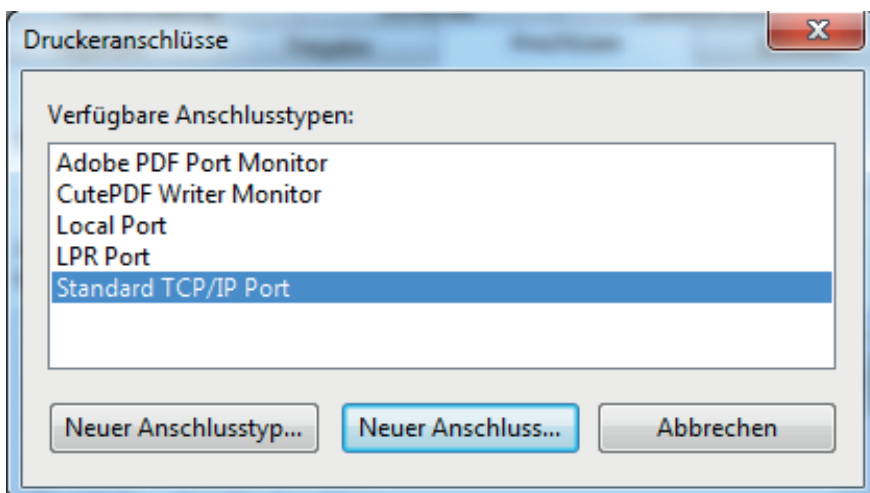 Druckeranschlüsse
Verfügbare Anschlusstypen:
Adobe PDF Port Monitor
CutePDF Writer Monitor
Local Port
LPR Port
Standard TCP/IP Port
Neuer Anschlusstyp... Neuer Anschluss... Abbrechen